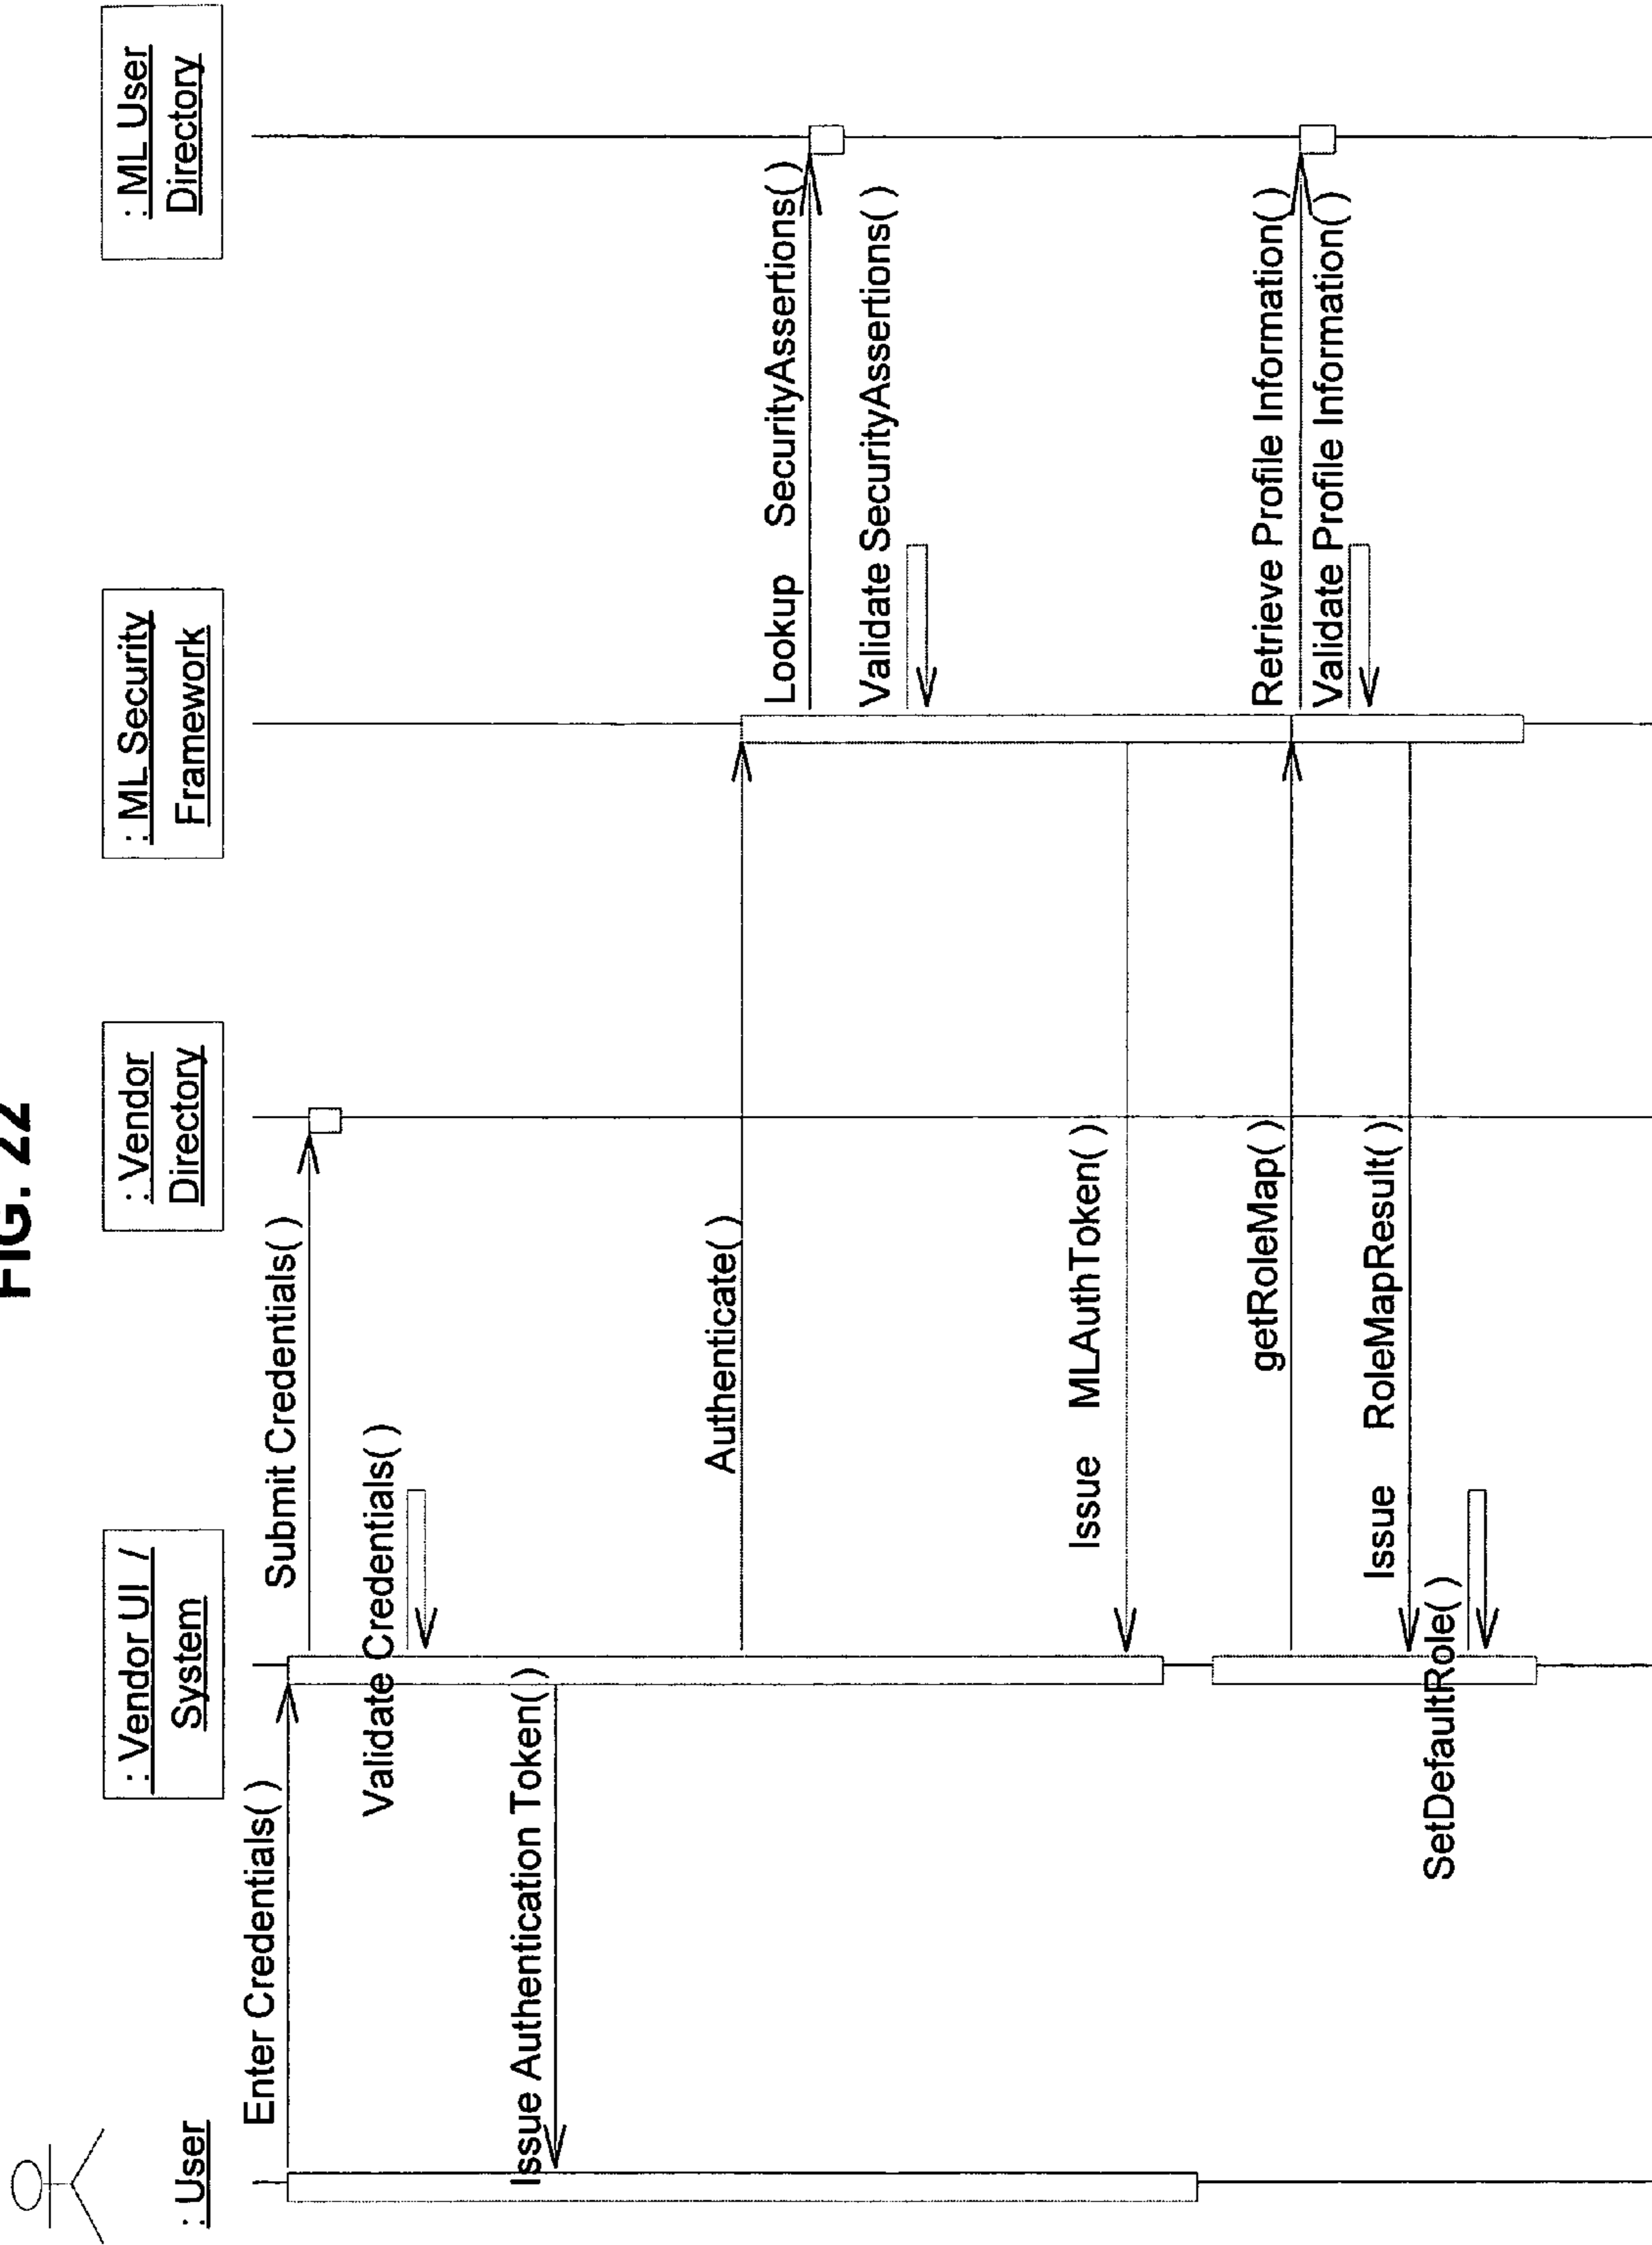 FIG. 22
: User
: Vendor UI /
System
: Vendor
Directory
: ML Security
Framework
: ML User
Directory
Enter Credentials( )
Submit Credentials( )
Validate Credentials( )
Issue Authentication Token( )
Authenticate( )
Lookup SecurityAssertions( )
Validate SecurityAssertions( )
Issue MLAuthToken( )
getRoleMap( )
Retrieve Profile Information( )
Validate Profile Information( )
Issue RoleMapResult( )
SetDefaultRole( )